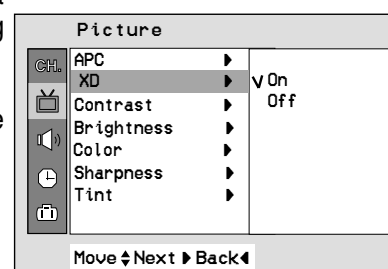 Picture
CH.
APC
XD
Contrast
Brightness
Color
Sharpness
Tint
On
Off
Move Next Back